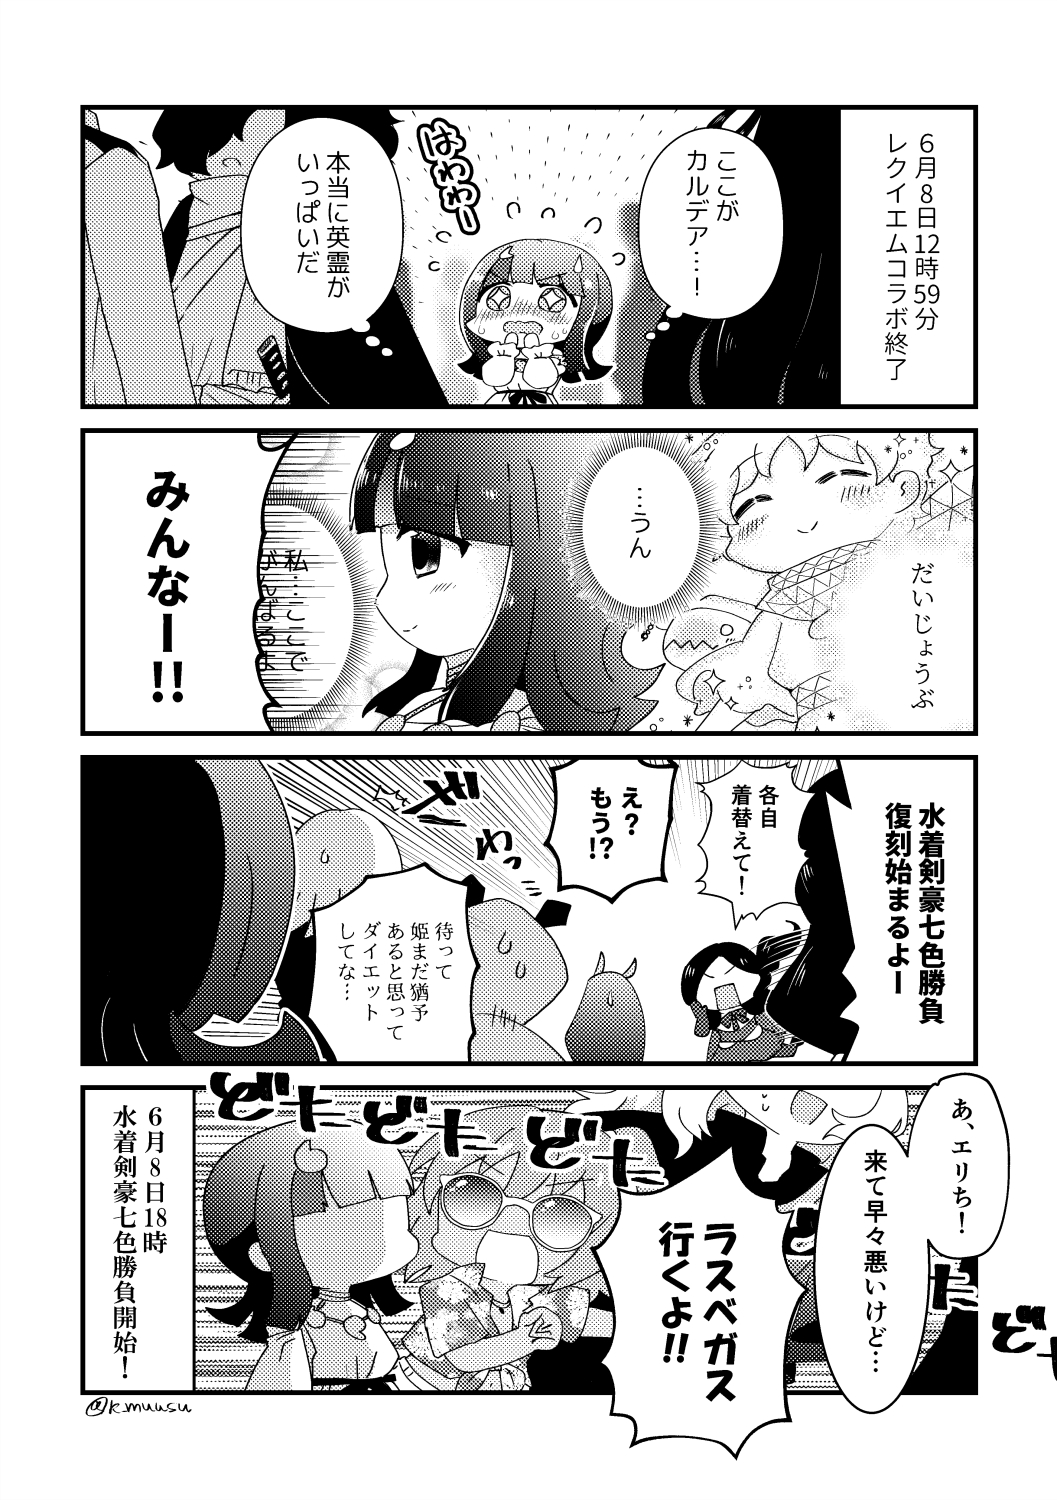 6月8日12時59分
レクイエムコラボ終了
ここが
カルデア…!
はわわー
本当に英霊が
いっぱいだ
だいじょうぶ
…うん
私…ここで
がんばるよ
みんなー!!
水着剣豪七色勝負
復刻始まるよー
各自
着替えて!
え?
もう!?
ざ
わっ
待って
姫まだ猶予
あると思って
ダイエット
してな…
あ、エリち!
来て早々悪いけど…
ラスベガス
行くよ!!
どたどたどたどた
6月8日18時
水着剣豪七色勝負開始!
@k_muusu